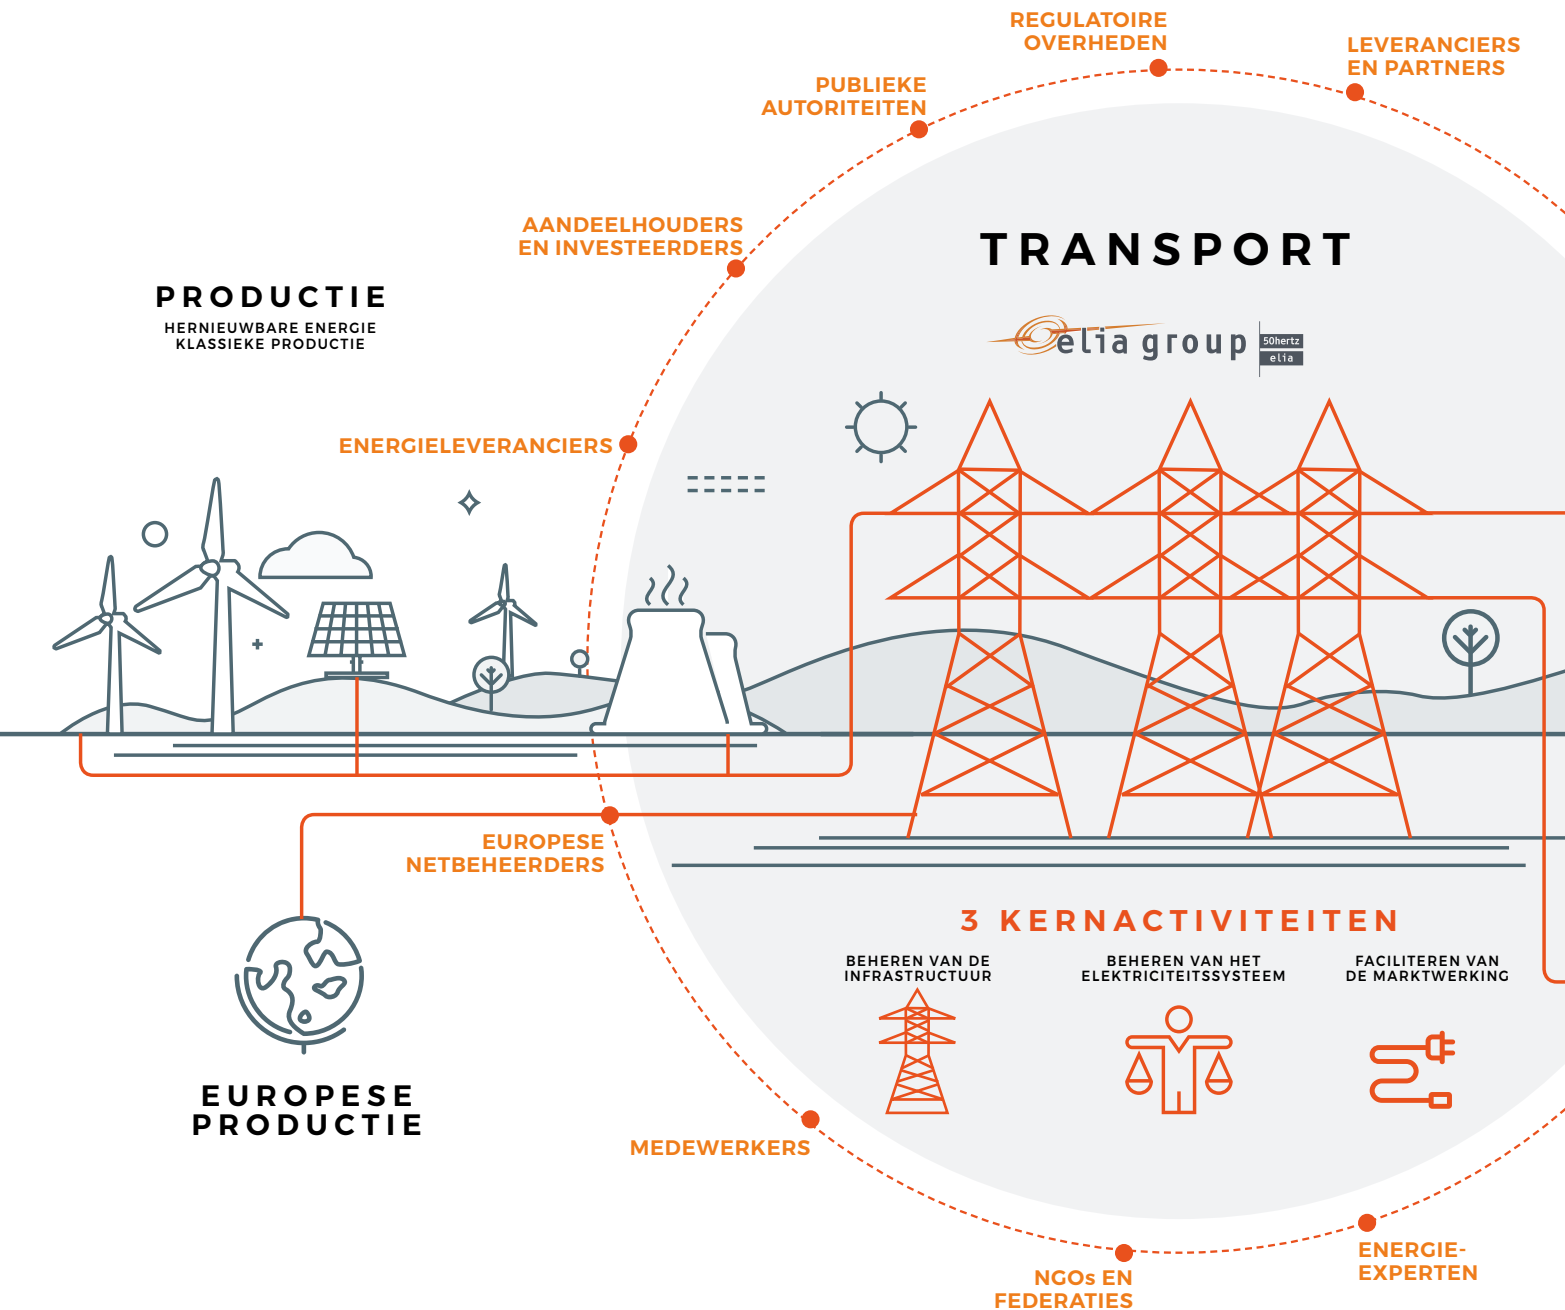 REGULATOIRE
OVERHEDEN
LEVERANCIERS
EN PARTNERS
PUBLIEKE
AUTORITEITEN
AANDEELHOUDERS
EN INVESTEERDERS
TRANSPORT
PRODUCTIE
HERNIEUWBARE ENERGIE
KLASSIEKE PRODUCTIE
elia group
50hertz
elia
ENERGIELEVERANCIERS
EUROPESE
NETBEHEERDERS
3 KERNACTIVITEITEN
BEHEREN VAN DE
INFRASTRUCTUUR
BEHEREN VAN HET
ELEKTRICITEITSSYSTEEM
FACILITEREN VAN
DE MARKTWERKING
EUROPESE
PRODUCTIE
MEDEWERKERS
ENERGIE-
EXPERTEN
NGOs EN
FEDERATIES